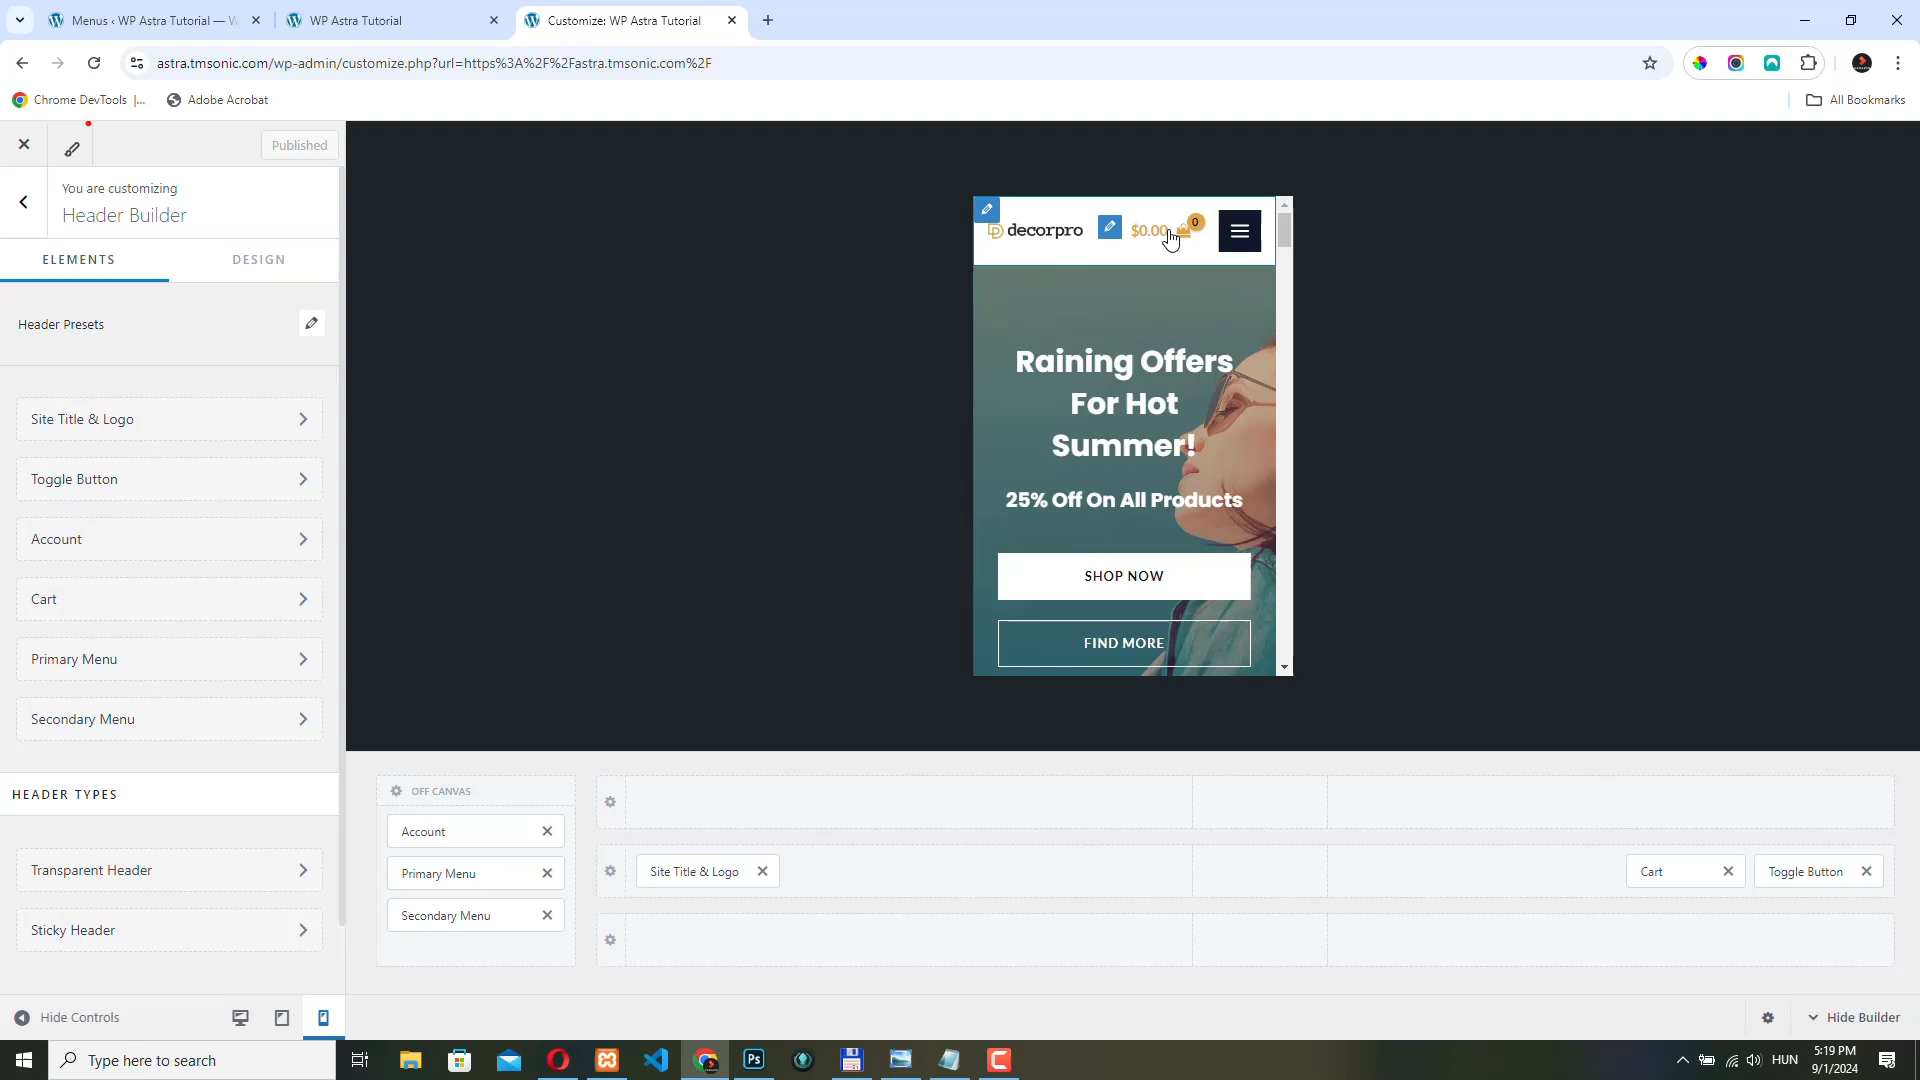 Menus ‹ WP Astra Tutorial — W
WP Astra Tutorial
Customize: WP Astra Tutorial
astra.tmsonic.com/wp-admin/customize.php?url=https%3A%2F%2Fastra.tmsonic.com%2F
Chrome DevTools |...
Adobe Acrobat
All Bookmarks
Published
You are customizing
Header Builder
ELEMENTS
DESIGN
Header Presets
Site Title & Logo
Toggle Button
Account
Cart
Primary Menu
Secondary Menu
HEADER TYPES
Transparent Header
Sticky Header
Hide Controls
decorpro
$0.00
0
Raining Offers
For Hot
Summer!
25% Off On All Products
SHOP NOW
FIND MORE
OFF CANVAS
Account
Primary Menu
Secondary Menu
Site Title & Logo
Cart
Toggle Button
Hide Builder
Type here to search
Ps
HUN
5:19 PM
9/1/2024